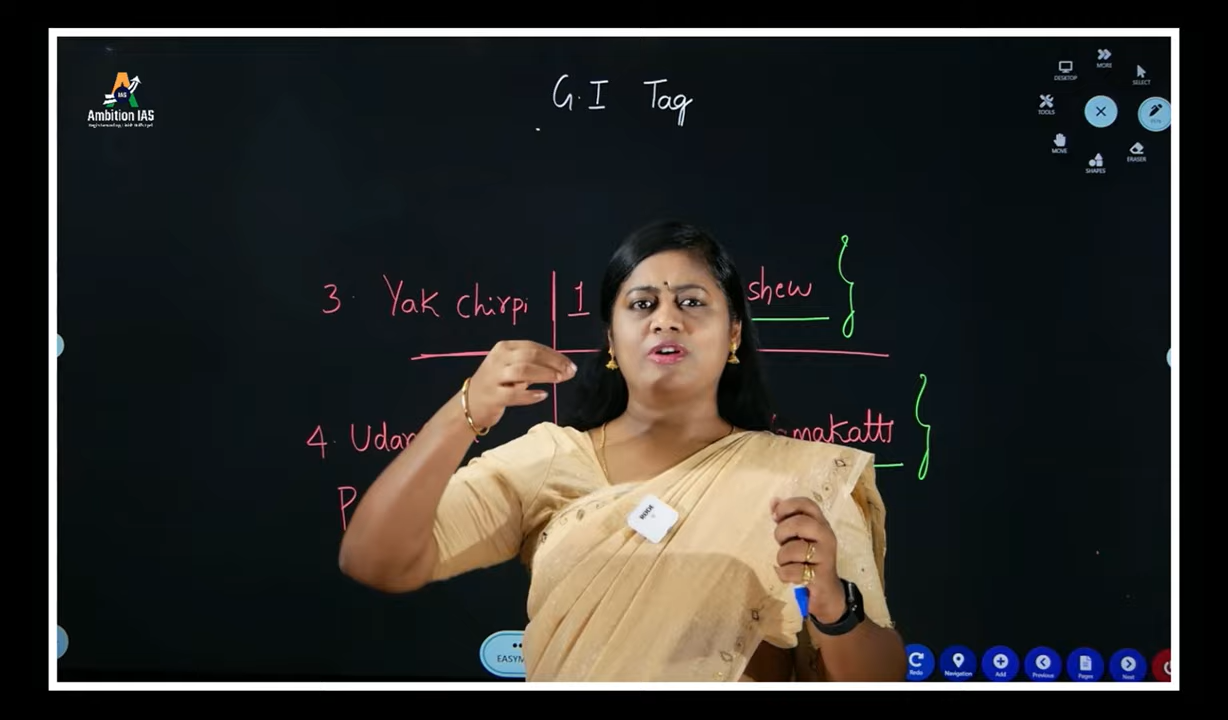 Ambition IAS
G.I Tag
DESKTOP
MORE
SELECT
TOOLS
MOVE
SHAPES
ERASER
3. Yak chirpi 1 shew
4. Udan makatti
P
Redo
Navigation
Add
Previous
Pages
Next